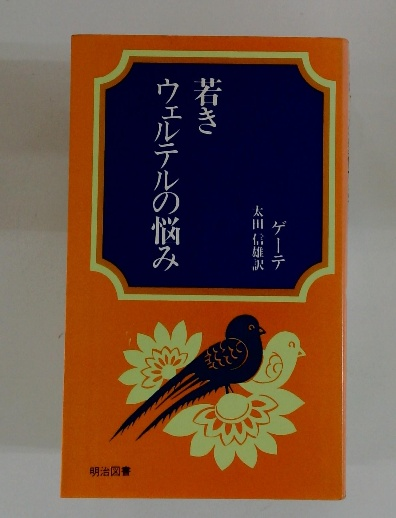 若き
ウェルテルの悩み
ゲーテ
太田信雄訳
明治図書